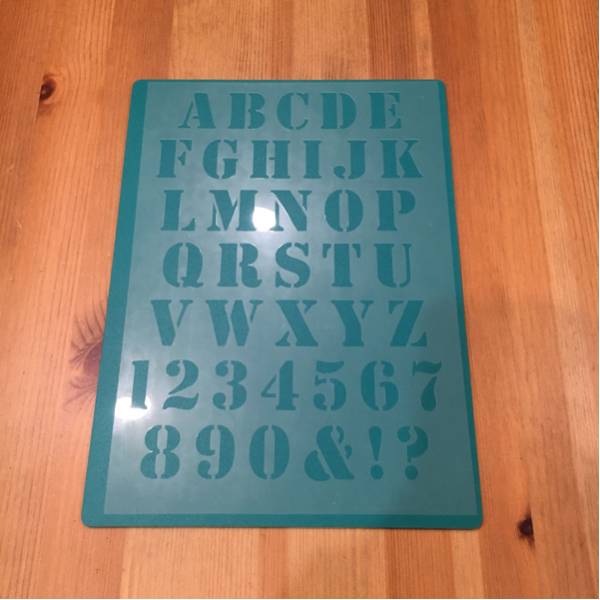 ABCDE
FGHIJK
LMNOP
QRSTU
VWXYZ
1234567
890&!?